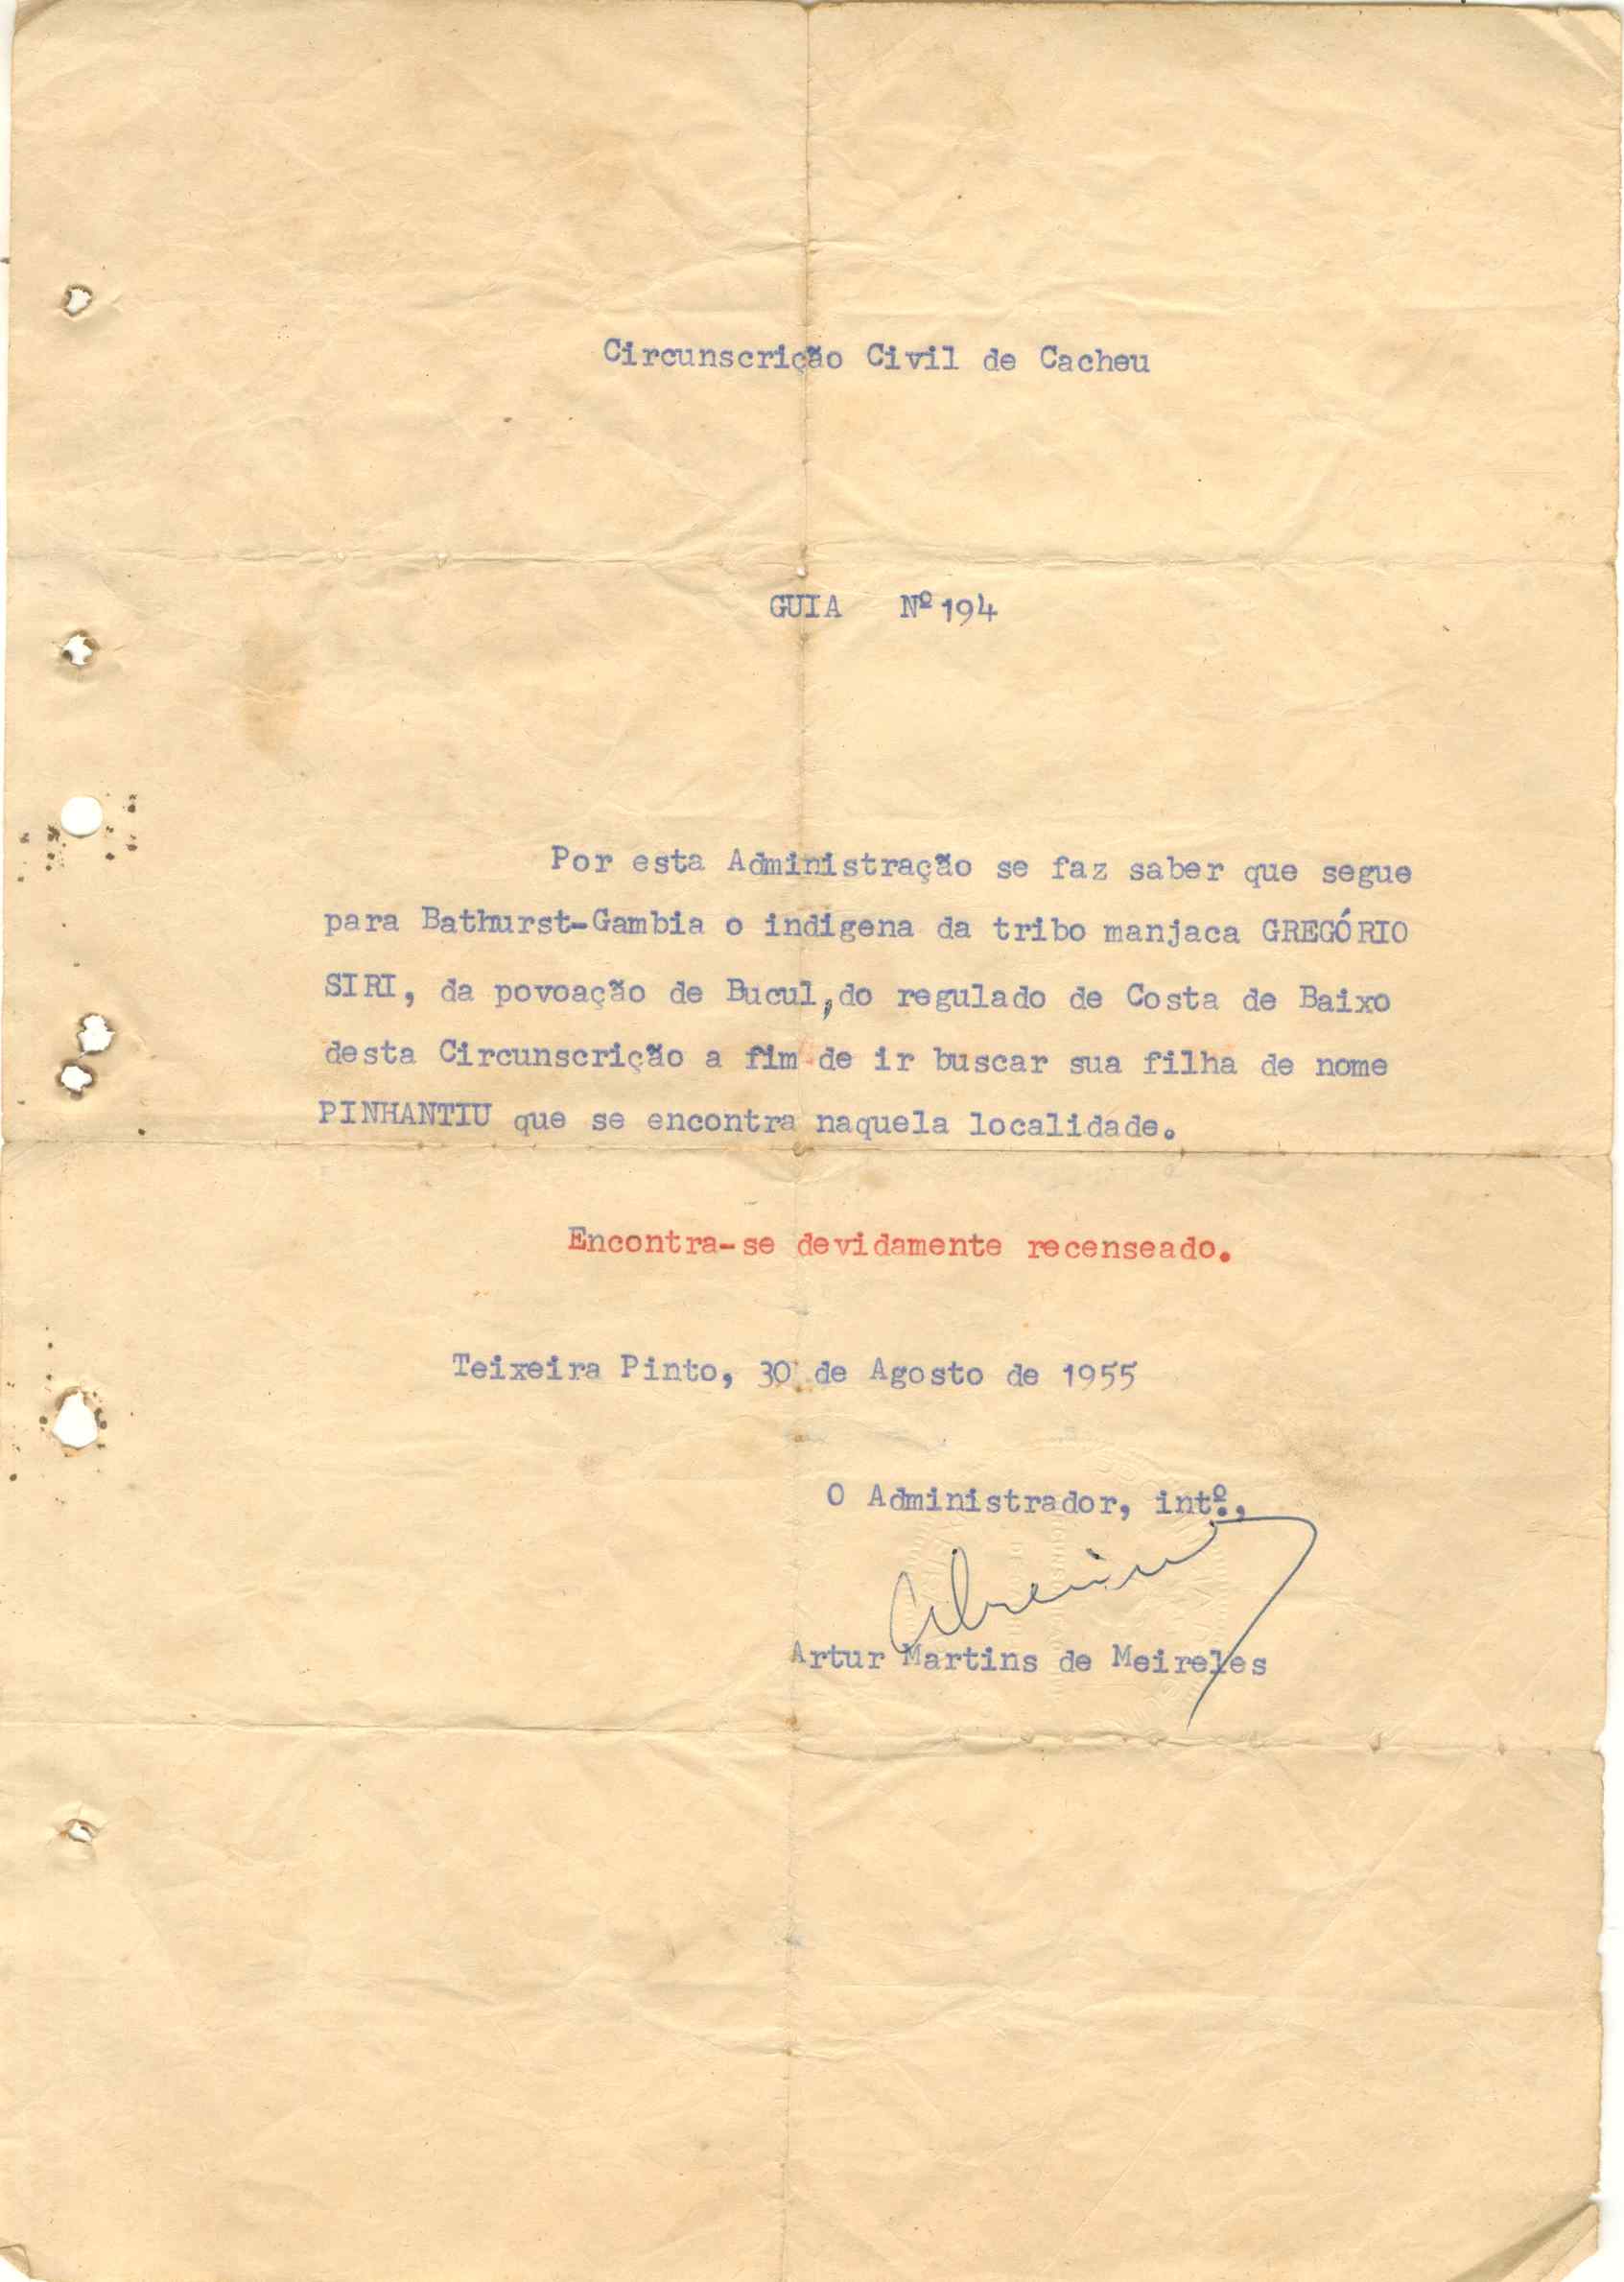 Circunscrição Civil de Cacheu
GUIA Nº 194
Por esta Administração se faz saber que segue
para Bathurst-Gambia o indigena da tribo manjaca GREGÓRIO
SIRI, da povoação de Bucul,do regulado de Costa de Baixo
desta Circunscrição a fim de ir buscar sua filha de nome
PINHANTIU que se encontra naquela localidade.
Encontra-se devidamente recenseado.
Teixeira Pinto, 30 de Agosto de 1955
O Administrador, intº.,
Artur Martins de Meireles